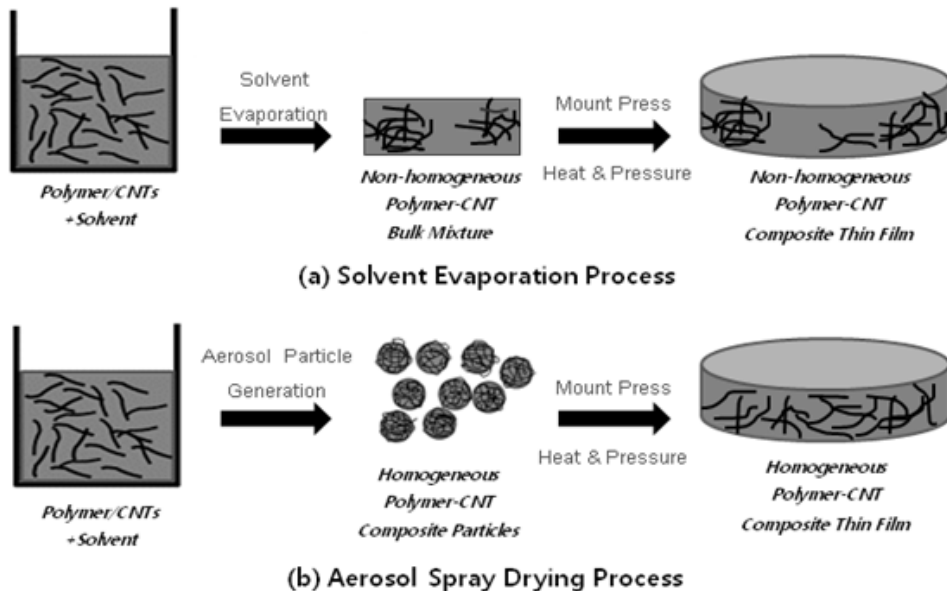 Solvent
Evaporation
Mount Press
Heat & Pressure
Polymer/CNTs
+Solvent
Non-homogeneous
Polymer-CNT
Bulk Mixture
Non-homogeneous
Polymer-CNT
Composite Thin Film
(a) Solvent Evaporation Process
Aerosol Particle
Generation
Mount Press
Heat & Pressure
Polymer/CNTs
+Solvent
Homogeneous
Polymer-CNT
Composite Particles
Homogeneous
Polymer-CNT
Composite Thin Film
(b) Aerosol Spray Drying Process